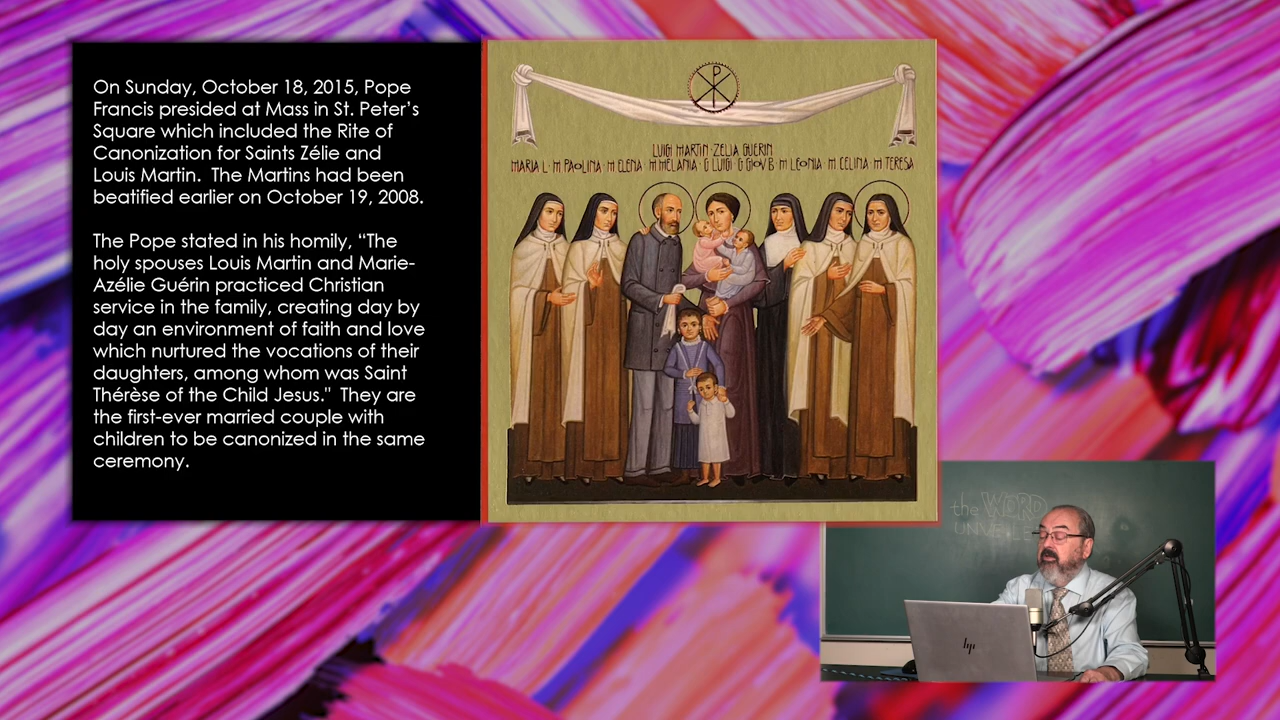 On Sunday, October 18, 2015, Pope
Francis presided at Mass in St. Peter’s
Square which included the Rite of
Canonization for Saints Zélie and
Louis Martin.  The Martins had been
beatified earlier on October 19, 2008.
The Pope stated in his homily, “The
holy spouses Louis Martin and Marie-
Azélie Guérin practiced Christian
service in the family, creating day by
day an environment of faith and love
which nurtured the vocations of their
daughters, among whom was Saint
Thérèse of the Child Jesus."  They are
the first-ever married couple with
children to be canonized in the same
ceremony.
LUIGI MARTIN · ZELIA GUERIN
MARIA L · M PAOLINA · M ELENA · M MELANIA · G LUIGI · G GIOV B · M LEONIA · M CELINA · M TERESA
the WORD
hp